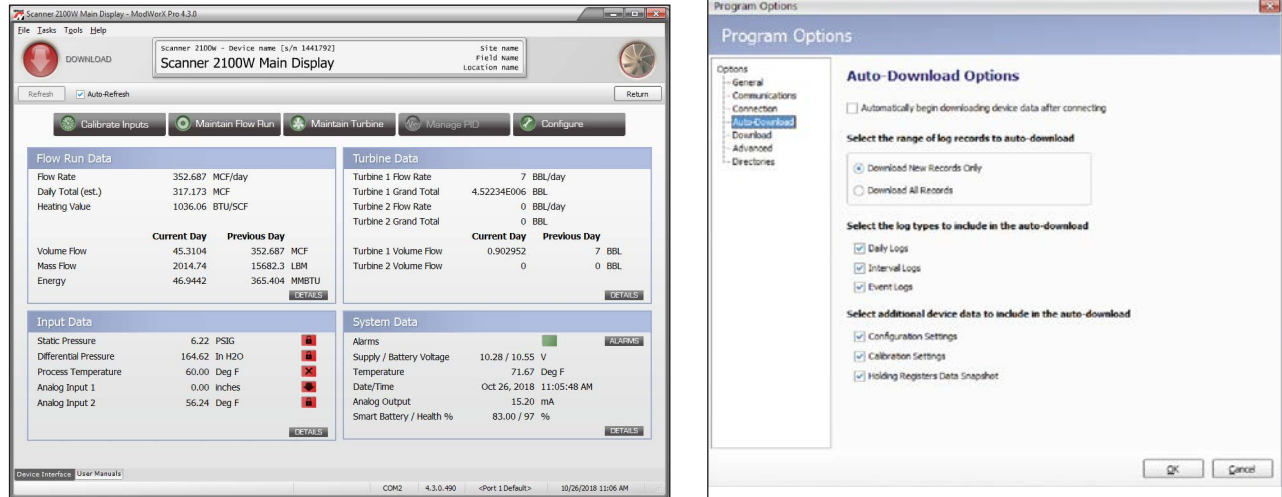 Scanner 2100W Main Display - ModWorX Pro 4.3.0
File Tasks Tools Help
DOWNLOAD
Scanner 2100W - Device name [s/n 1441792]
Scanner 2100W Main Display
Site name
Field Name
Location name
Refresh Auto-Refresh Return
Calibrate Inputs Maintain Flow Run Maintain Turbine Manage PID Configure
Flow Run Data
Flow Rate 352.687 MCF/day
Daily Total (est.) 317.173 MCF
Heating Value 1036.06 BTU/SCF
Current Day Previous Day
Volume Flow 45.3104 352.687 MCF
Mass Flow 2014.74 15682.3 LBM
Energy 46.9442 365.404 MMBTU
DETAILS
Turbine Data
Turbine 1 Flow Rate 7 BBL/day
Turbine 1 Grand Total 4.52234E006 BBL
Turbine 2 Flow Rate 0 BBL/day
Turbine 2 Grand Total 0 BBL
Current Day Previous Day
Turbine 1 Volume Flow 0.902952 7 BBL
Turbine 2 Volume Flow 0 0 BBL
DETAILS
Input Data
Static Pressure 6.22 PSIG
Differential Pressure 164.62 In H2O
Process Temperature 60.00 Deg F
Analog Input 1 0.00 inches
Analog Input 2 56.24 Deg F
DETAILS
System Data
Alarms ALARMS
Supply / Battery Voltage 10.28 / 10.55 V
Temperature 71.67 Deg F
Date/Time Oct 26, 2018 11:05:48 AM
Analog Output 15.20 mA
Smart Battery / Health % 83.00 / 97 %
DETAILS
Device Interface User Manuals
COM2 4.3.0.490 <Port 1 Default> 10/26/2018 11:06 AM
Program Options
Program Options
Options
General
Communications
Connection
Auto-Download
Download
Advanced
Directories
Auto-Download Options
Automatically begin downloading device data after connecting
Select the range of log records to auto-download
Download New Records Only
Download All Records
Select the log types to include in the auto-download
Daily Logs
Interval Logs
Event Logs
Select additional device data to include in the auto-download
Configuration Settings
Calibration Settings
Holding Registers Data Snapshot
OK Cancel